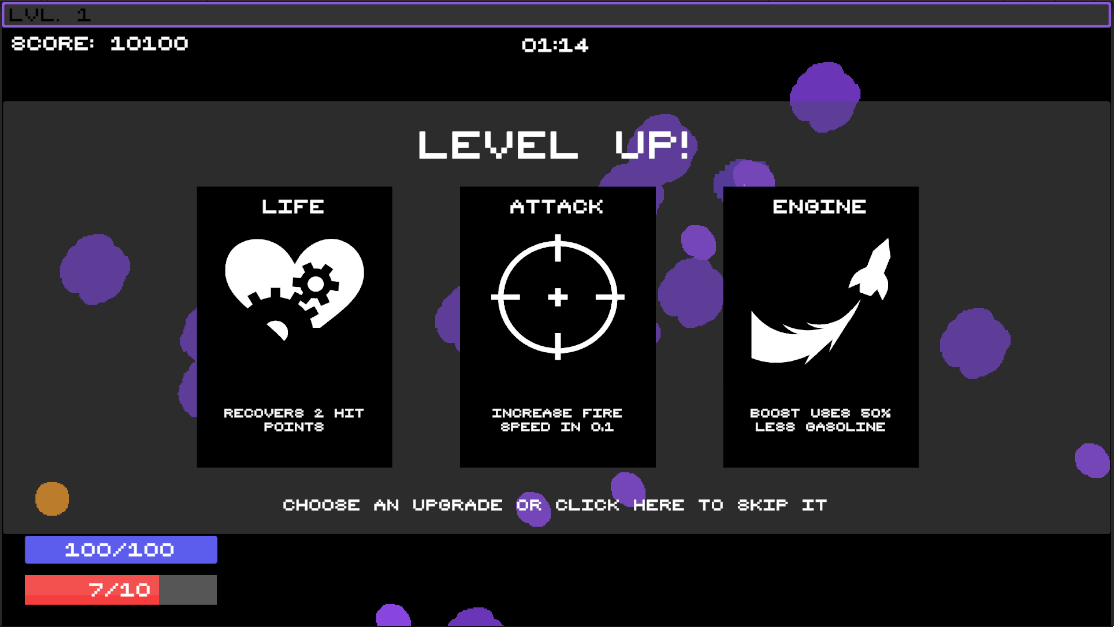 LVL. 1
SCORE: 10100
01:14
LEVEL UP!
LIFE
ATTACK
ENGINE
RECOVERS 2 HIT
POINTS
INCREASE FIRE
SPEED IN 0.1
BOOST USES 50%
LESS GASOLINE
CHOOSE AN UPGRADE OR CLICK HERE TO SKIP IT
100/100
7/10